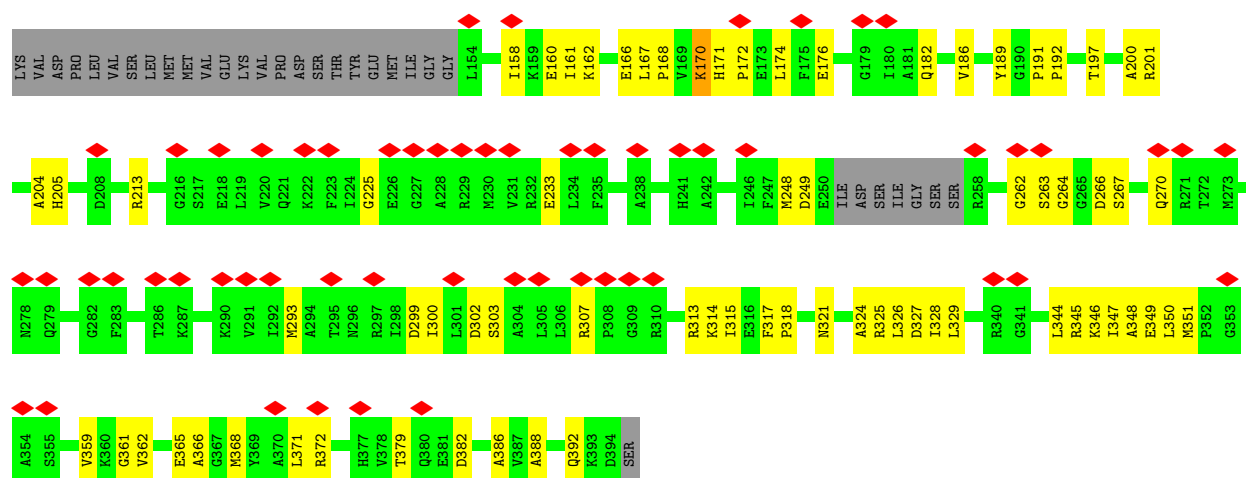 LYS VAL ASP PRO LEU VAL SER LEU MET MET VAL GLU LYS VAL PRO ASP SER THR TYR GLU MET ILE GLY GLY L154 I158 K159 E160 I161 K162 E166 L167 P168 V169 K170 H171 P172 E173 L174 F175 E176 G179 I180 A181 Q182 V186 Y189 G190 P191 P192 T197 A200 R201
A204 H205 D208 R213 G216 S217 E218 L219 V220 Q221 K222 F223 I224 G225 E226 G227 A228 R229 M230 V231 R232 E233 L234 F235 A238 H241 A242 I246 F247 M248 D249 E250 ILE ASP SER ILE GLY SER SER R258 G262 S263 G264 G265 D266 S267 Q270 R271 T272 M273
N278 Q279 G282 F283 T286 K287 K290 V291 I292 M293 A294 T295 N296 R297 I298 D299 I300 L301 D302 S303 A304 L305 L306 R307 P308 G309 R310 R313 K314 I315 E316 F317 P318 N321 A324 R325 L326 D327 I328 L329 R340 G341 L344 R345 K346 I347 A348 E349 L350 M351 P352 G353
A354 S355 V359 K360 G361 V362 E365 A366 G367 M368 Y369 A370 L371 R372 H377 V378 T379 Q380 E381 D382 A386 V387 A388 Q392 K393 D394 SER